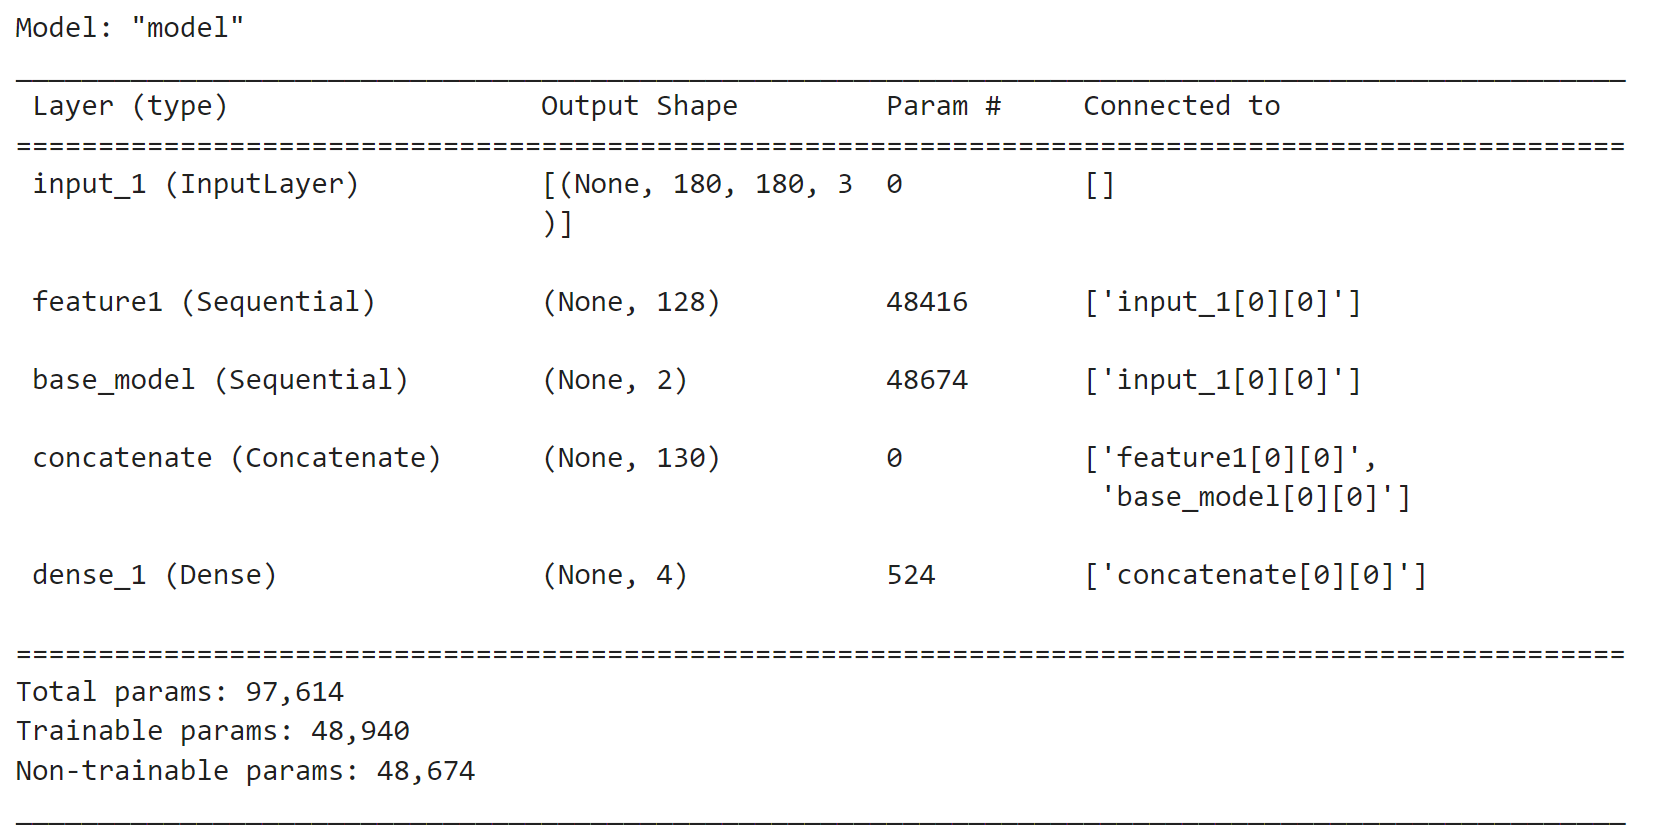 Model: "model"
Layer (type) Output Shape Param # Connected to
input_1 (InputLayer) [(None, 180, 180, 3 0 []
)]
feature1 (Sequential) (None, 128) 48416 ['input_1[0][0]']
base_model (Sequential) (None, 2) 48674 ['input_1[0][0]']
concatenate (Concatenate) (None, 130) 0 ['feature1[0][0]',
'base_model[0][0]']
dense_1 (Dense) (None, 4) 524 ['concatenate[0][0]']
Total params: 97,614
Trainable params: 48,940
Non-trainable params: 48,674